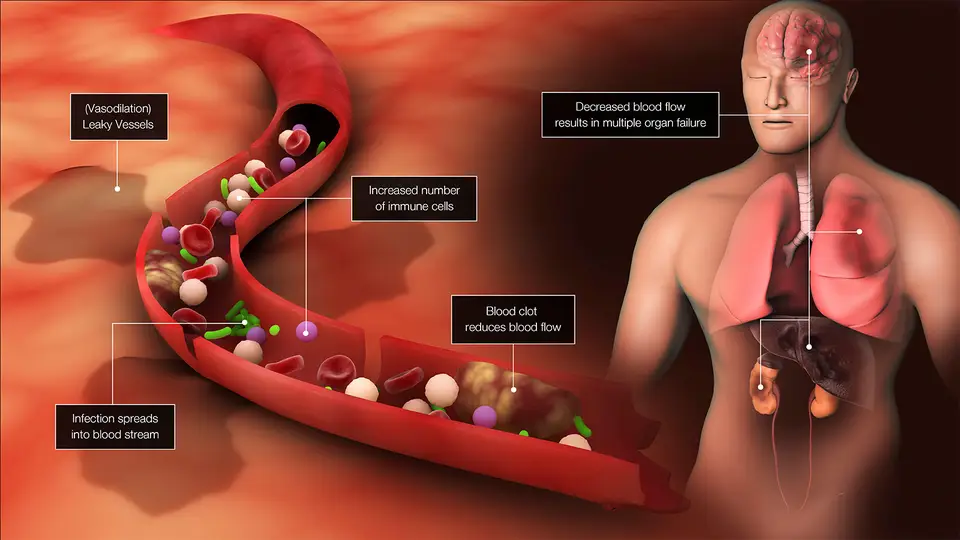 (Vasodilation)
Leaky Vessels
Increased number
of immune cells
Infection spreads
into blood stream
Blood clot
reduces blood flow
Decreased blood flow
results in multiple organ failure